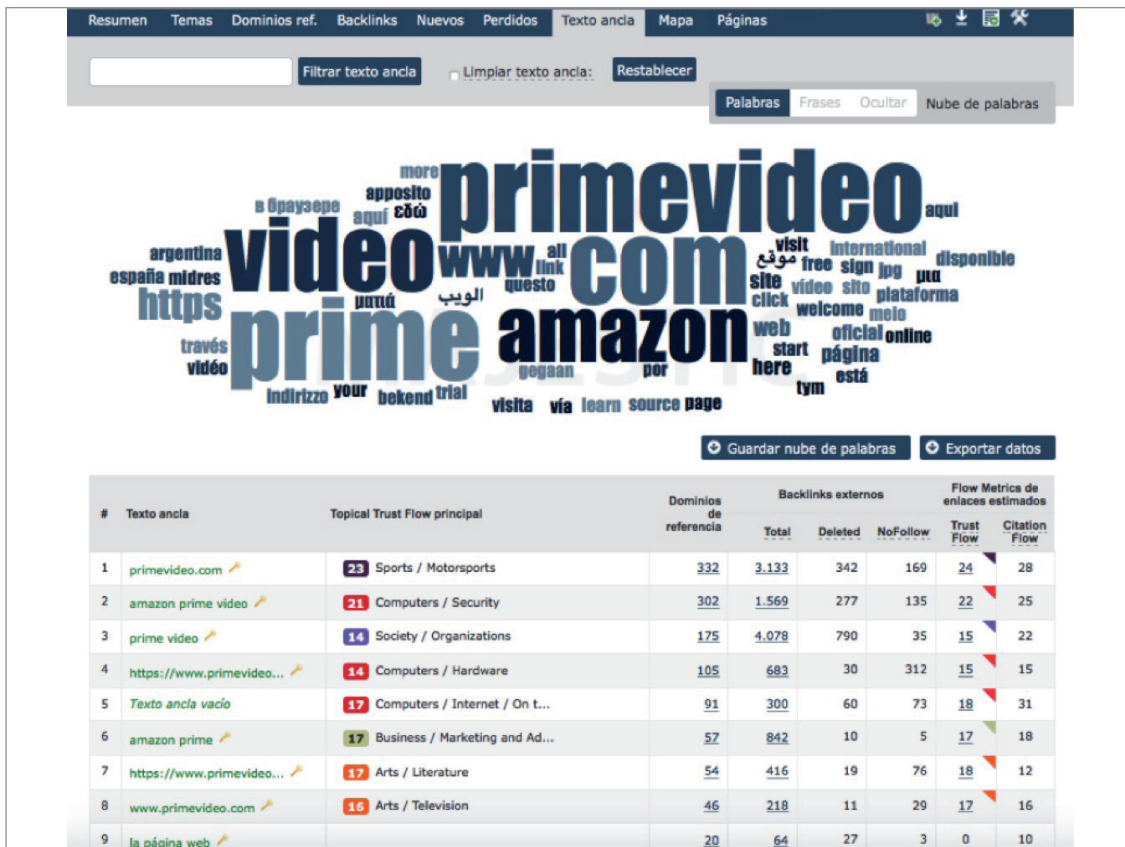 Resumen Temas Dominios ref. Backlinks Nuevos Perdidos Texto ancla Mapa Páginas
Filtrar texto ancla Limpiar texto ancla: Restablecer
Palabras Frases Ocultar Nube de palabras
more primevideo
apposito
в браузере aquí εδώ aqui
argentina video www link all com visit موقع international disponible
españa midres questo site free sign jpg μια
https ματιά الويب click vídeo sito plataforma
welcome melo
través prime amazon web oficial online
vidéo gegaan por start página
here está
indirizzo your bekend trial tym
visita vía learn source page
Guardar nube de palabras Exportar datos
# Texto ancla Topical Trust Flow principal Dominios de referencia Backlinks externos Flow Metrics de enlaces estimados
Total Deleted NoFollow Trust Flow Citation Flow
1 primevideo.com 23 Sports / Motorsports 332 3.133 342 169 24 28
2 amazon prime video 21 Computers / Security 302 1.569 277 135 22 25
3 prime video 14 Society / Organizations 175 4.078 790 35 15 22
4 https://www.primevideo... 14 Computers / Hardware 105 683 30 312 15 15
5 Texto ancla vacío 17 Computers / Internet / On t... 91 300 60 73 18 31
6 amazon prime 17 Business / Marketing and Ad... 57 842 10 5 17 18
7 https://www.primevideo... 17 Arts / Literature 54 416 19 76 18 12
8 www.primevideo.com 16 Arts / Television 46 218 11 29 17 16
9 la página web 20 64 27 3 0 10